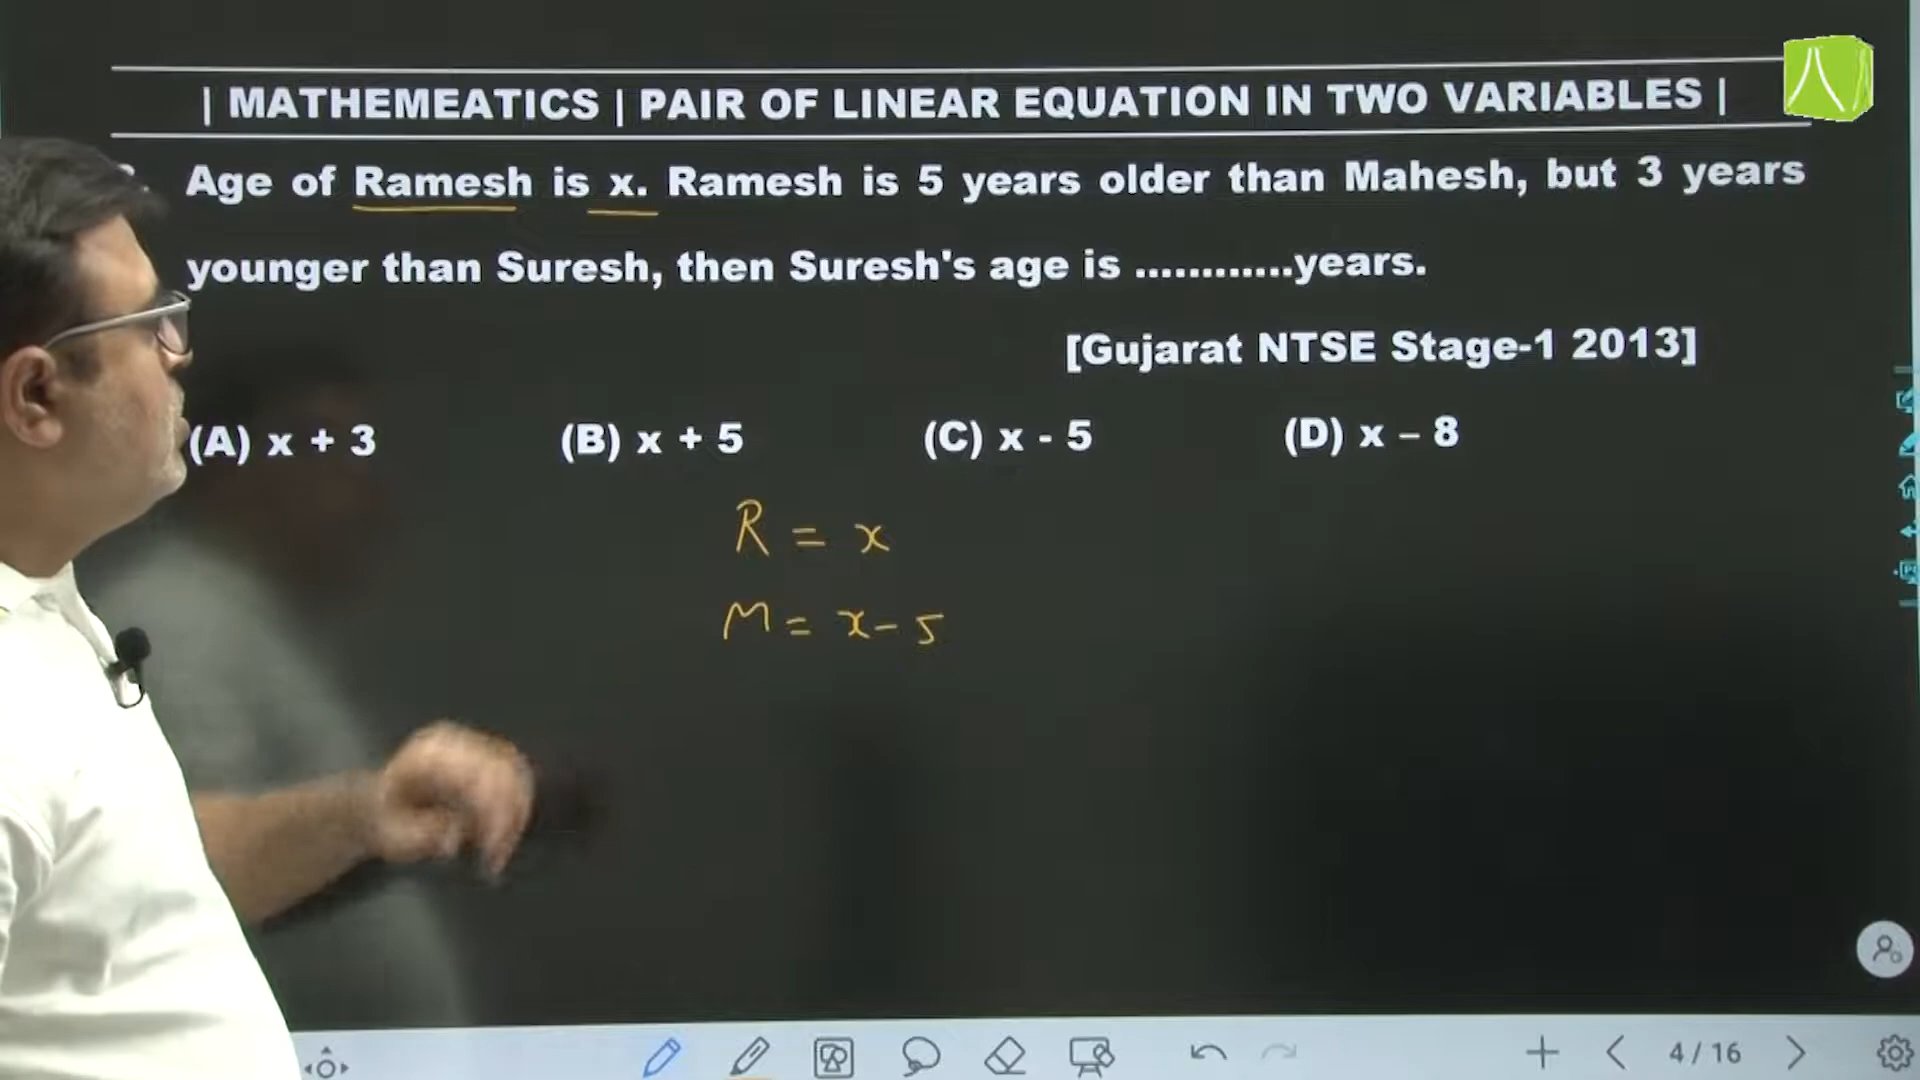 | MATHEMEATICS | PAIR OF LINEAR EQUATION IN TWO VARIABLES |
Age of Ramesh is x. Ramesh is 5 years older than Mahesh, but 3 years
younger than Suresh, then Suresh's age is ............years.
[Gujarat NTSE Stage-1 2013]
(A) x + 3 (B) x + 5 (C) x - 5 (D) x – 8
R = x
M = x - 5
4 / 16